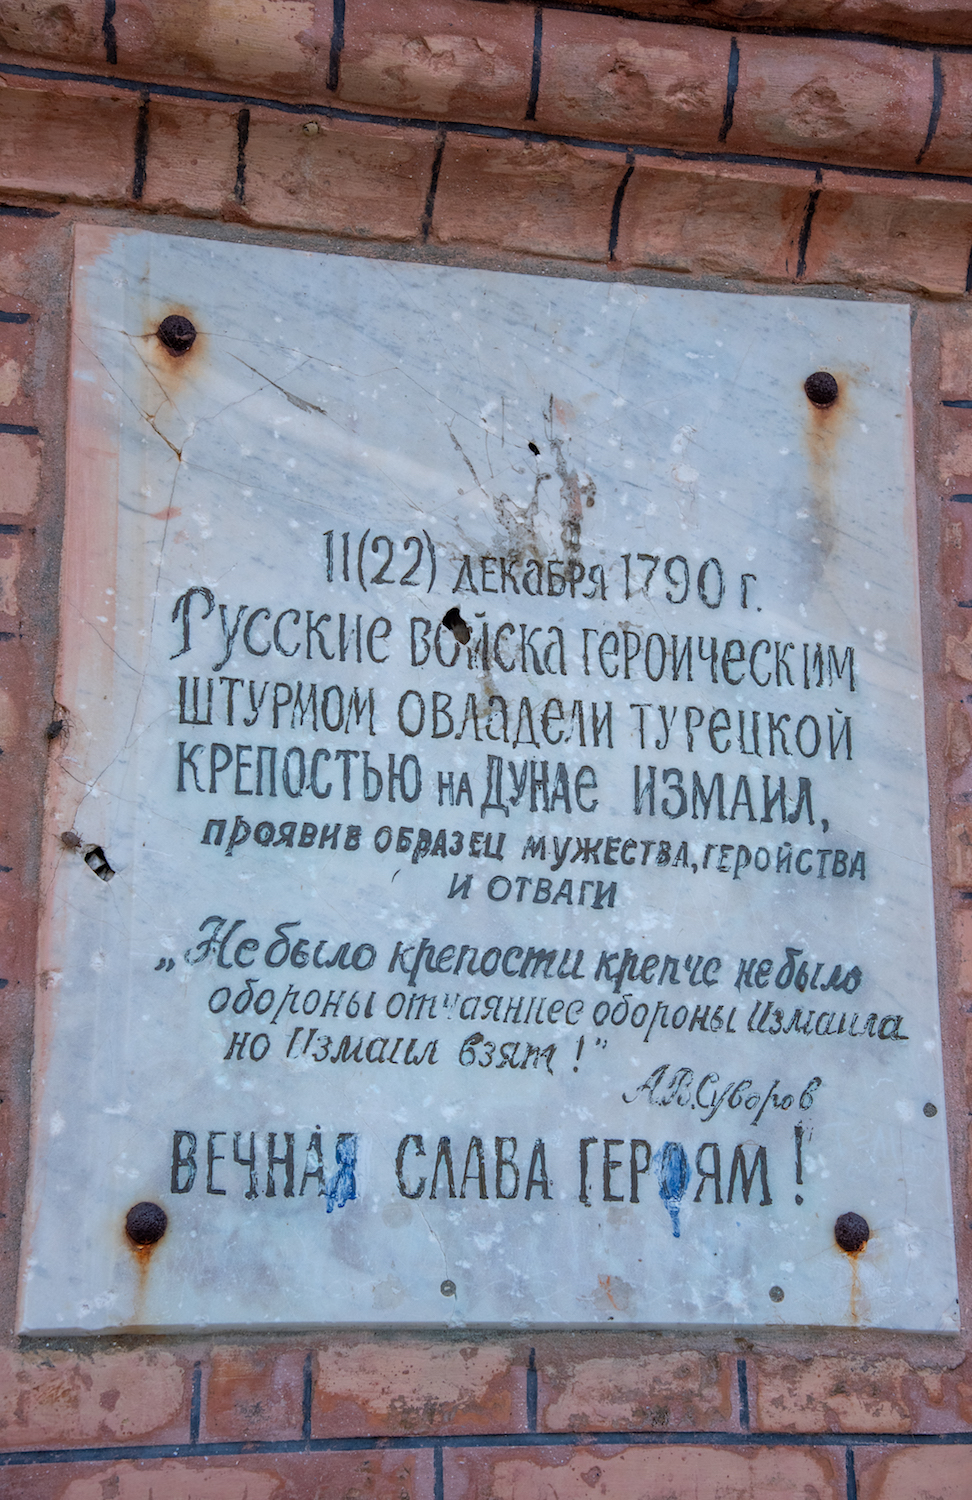 11(22) ДЕКАБРЯ 1790 г.
РУССКИЕ ВОЙСКА ГЕРОИЧЕСКИМ
ШТУРМОМ ОВЛАДЕЛИ ТУРЕЦКОЙ
КРЕПОСТЬЮ НА ДУНАЕ ИЗМАИЛ,
ПРОЯВИВ ОБРАЗЕЦ МУЖЕСТВА, ГЕРОЙСТВА
И ОТВАГИ
„Не было крепости крепче не было
обороны отчаяннее обороны Измаила
но Измаил взят!"
А.В.Суворов
ВЕЧНАЯ СЛАВА ГЕРОЯМ!